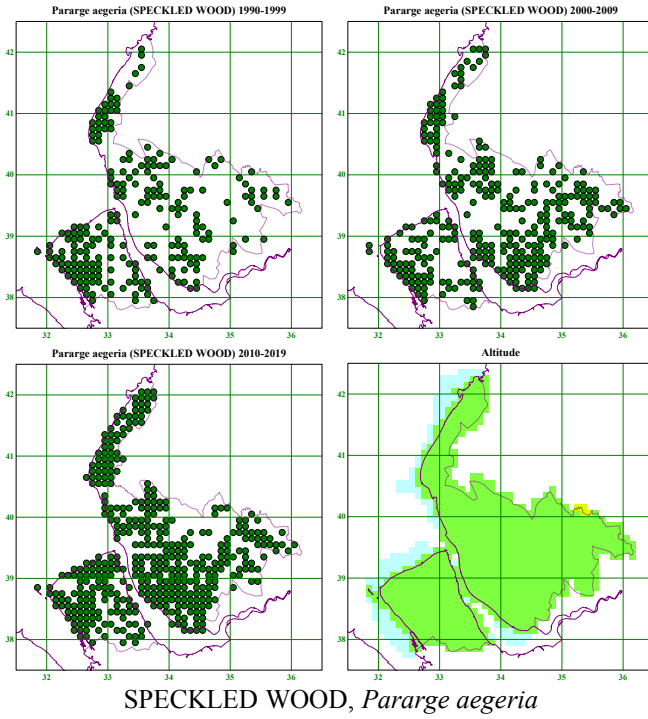 Pararge aegeria (SPECKLED WOOD) 1990-1999
42
41
40
39
38
32 33 34 35 36
Pararge aegeria (SPECKLED WOOD) 2000-2009
42
41
40
39
38
32 33 34 35 36
Pararge aegeria (SPECKLED WOOD) 2010-2019
42
41
40
39
38
32 33 34 35 36
Altitude
42
41
40
39
38
32 33 34 35 36
SPECKLED WOOD, Pararge aegeria